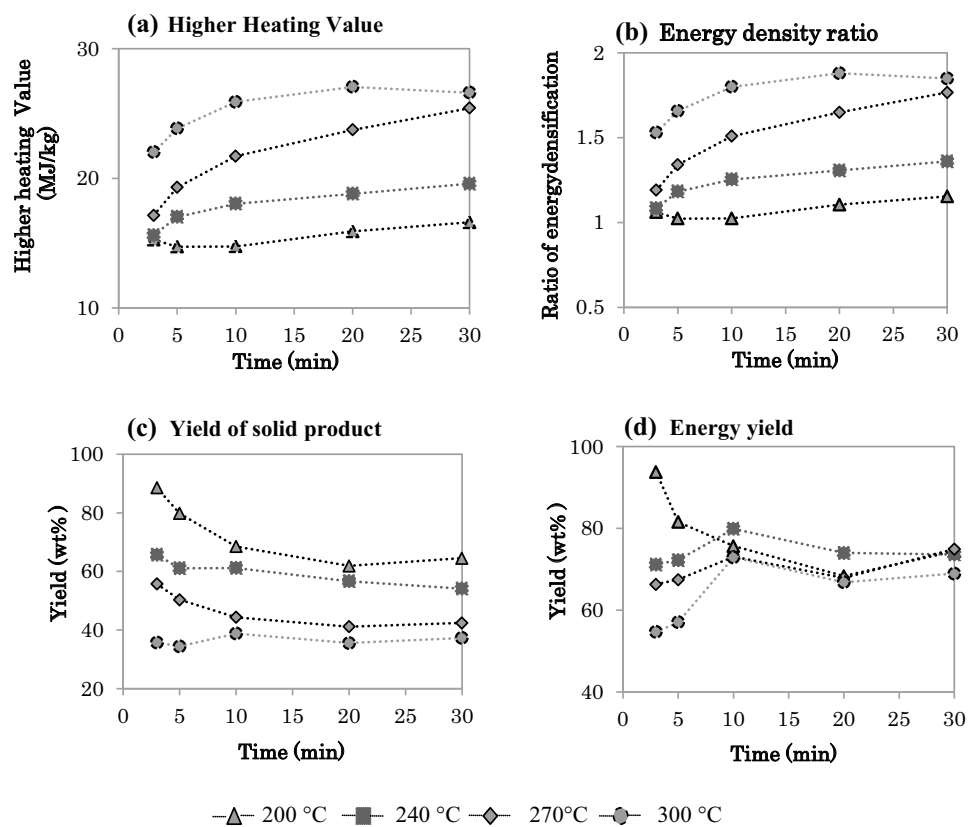 (a) Higher Heating Value
30
20
10
0 5 10 15 20 25 30
Time (min)
Higher heating Value
(MJ/kg)
(b) Energy density ratio
2
1.5
1
0.5
0 5 10 15 20 25 30
Time (min)
Ratio of energydensification
(c) Yield of solid product
100
80
60
40
20
0 5 10 15 20 25 30
Time (min)
Yield (wt%)
(d) Energy yield
100
80
60
40
0 5 10 15 20 25 30
Time (min)
Yield (wt%)
200 °C 240 °C 270°C 300 °C